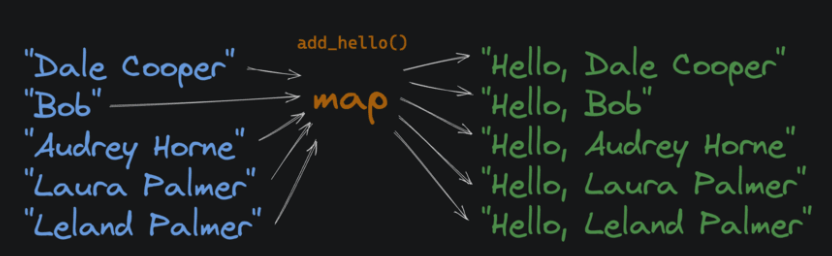 add_hello()
map
"Dale Cooper"
"Bob"
"Audrey Horne"
"Laura Palmer"
"Leland Palmer"
"Hello, Dale Cooper"
"Hello, Bob"
"Hello, Audrey Horne"
"Hello, Laura Palmer"
"Hello, Leland Palmer"